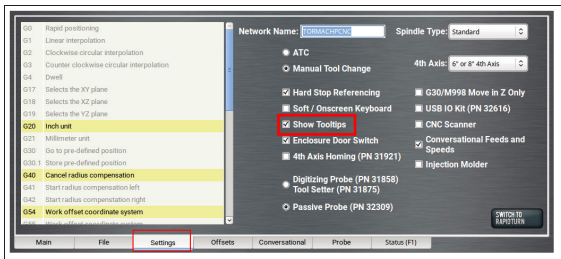 G0 Rapid positioning
G1 Linear interpolation
G2 Clockwise circular interpolation
G3 Counter clockwise circular interpolation
G4 Dwell
G17 Selects the XY plane
G18 Selects the XZ plane
G19 Selects the YZ plane
G20 Inch unit
G21 Millimeter unit
G30 Go to pre-defined position
G30.1 Store pre-defined position
G40 Cancel radius compensation
G41 Start radius compensation left
G42 Start radius compenstation right
G54 Work offset coordinate system
G55 Work offset coordinate system
Network Name: TORMACHPCNC
Spindle Type: Standard
ATC
Manual Tool Change
4th Axis: 6" or 8" 4th Axis
Hard Stop Referencing
Soft / Onscreen Keyboard
Show Tooltips
Enclosure Door Switch
4th Axis Homing (PN 31921)
Digitizing Probe (PN 31858)
Tool Setter (PN 31875)
Passive Probe (PN 32309)
G30/M998 Move in Z Only
USB IO Kit (PN 32616)
CNC Scanner
Conversational Feeds and
Speeds
Injection Molder
SWITCH TO
RAPIDTURN
Main File Settings Offsets Conversational Probe Status (F1)